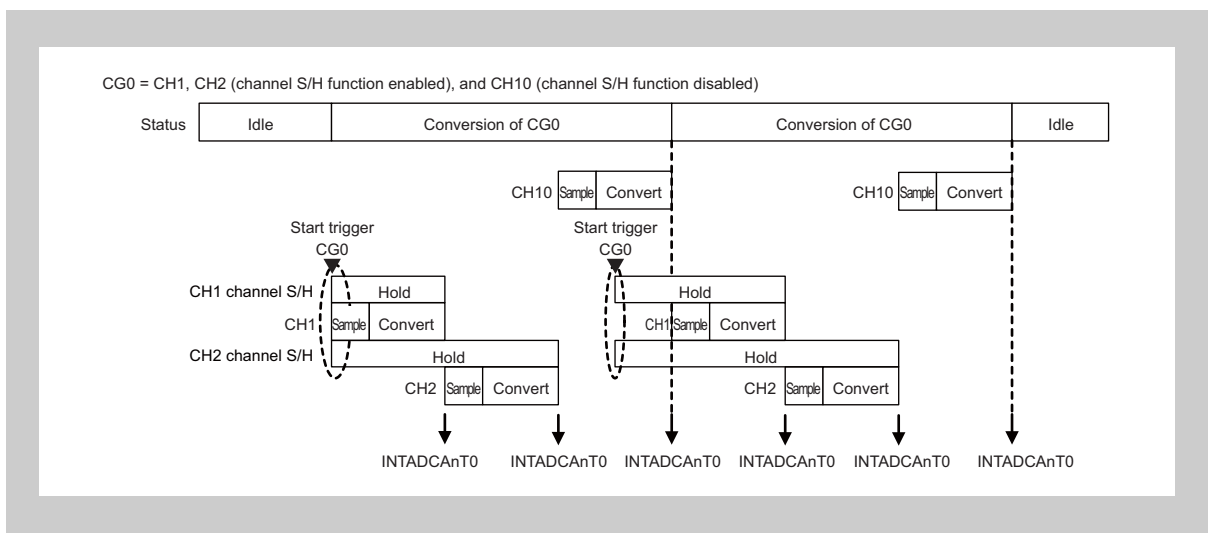 CG0 = CH1, CH2 (channel S/H function enabled), and CH10 (channel S/H function disabled)
Status Idle Conversion of CG0 Conversion of CG0 Idle
CH10 Sample Convert CH10 Sample Convert
Start trigger Start trigger
CG0 CG0
CH1 channel S/H Hold Hold
CH1 Sample Convert CH1 Sample Convert
CH2 channel S/H Hold Hold
CH2 Sample Convert CH2 Sample Convert
INTADCAnT0 INTADCAnT0 INTADCAnT0 INTADCAnT0 INTADCAnT0 INTADCAnT0